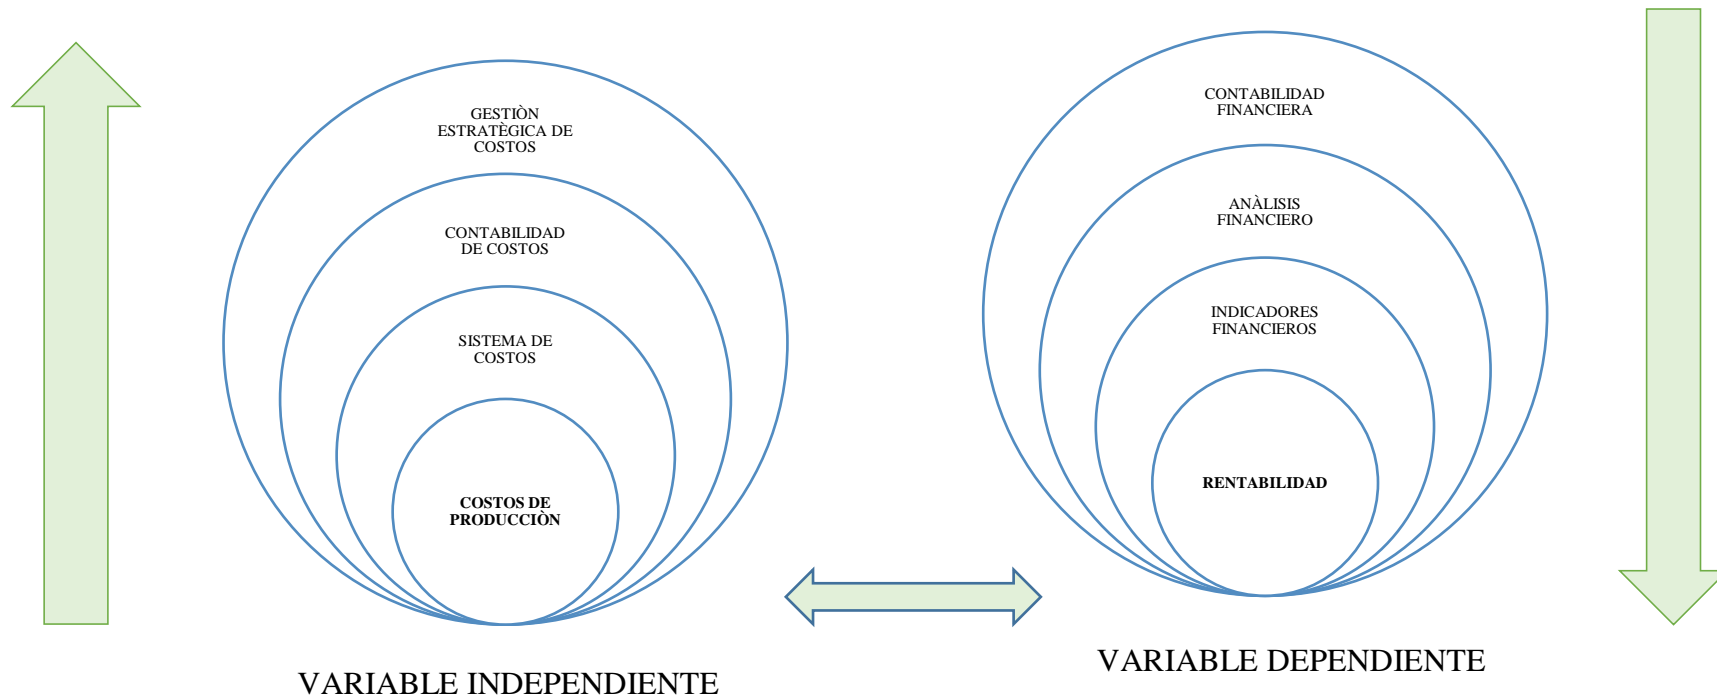 GESTIÒN
ESTRATÈGICA DE
COSTOS
CONTABILIDAD
DE COSTOS
SISTEMA DE
COSTOS
COSTOS DE
PRODUCCIÒN
VARIABLE INDEPENDIENTE
CONTABILIDAD
FINANCIERA
ANÀLISIS
FINANCIERO
INDICADORES
FINANCIEROS
RENTABILIDAD
VARIABLE DEPENDIENTE